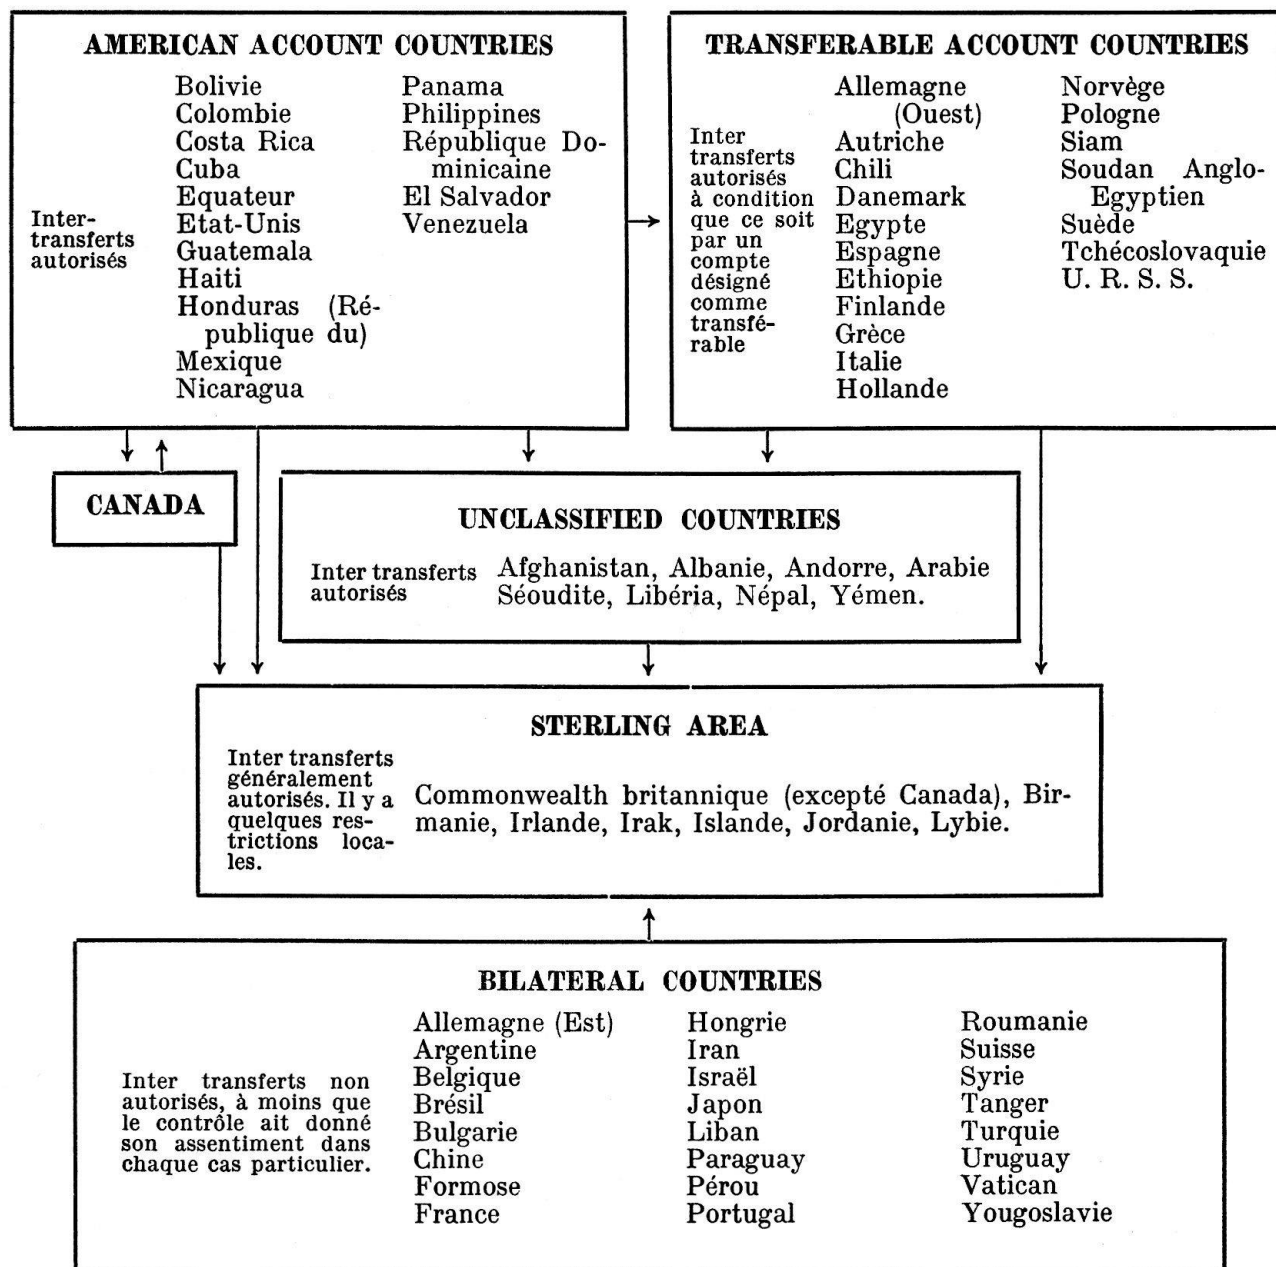 AMERICAN ACCOUNT COUNTRIES
Inter-
transferts
autorisés
Bolivie
Colombie
Costa Rica
Cuba
Equateur
Etat-Unis
Guatemala
Haiti
Honduras (Ré-
publique du)
Mexique
Nicaragua
Panama
Philippines
République Do-
minicaine
El Salvador
Venezuela
TRANSFERABLE ACCOUNT COUNTRIES
Inter
transferts
autorisés
à condition
que ce soit
par un
compte
désigné
comme
transfé-
rable
Allemagne
(Ouest)
Autriche
Chili
Danemark
Egypte
Espagne
Ethiopie
Finlande
Grèce
Italie
Hollande
Norvège
Pologne
Siam
Soudan Anglo-
Egyptien
Suède
Tchécoslovaquie
U. R. S. S.
CANADA
UNCLASSIFIED COUNTRIES
Inter transferts
autorisés
Afghanistan, Albanie, Andorre, Arabie
Séoudite, Libéria, Népal, Yémen.
STERLING AREA
Inter transferts
généralement
autorisés. Il y a
quelques res-
trictions loca-
les.
Commonwealth britannique (excepté Canada), Bir-
manie, Irlande, Irak, Islande, Jordanie, Lybie.
BILATERAL COUNTRIES
Inter transferts non
autorisés, à moins que
le contrôle ait donné
son assentiment dans
chaque cas particulier.
Allemagne (Est)
Argentine
Belgique
Brésil
Bulgarie
Chine
Formose
France
Hongrie
Iran
Israël
Japon
Liban
Paraguay
Pérou
Portugal
Roumanie
Suisse
Syrie
Tanger
Turquie
Uruguay
Vatican
Yougoslavie